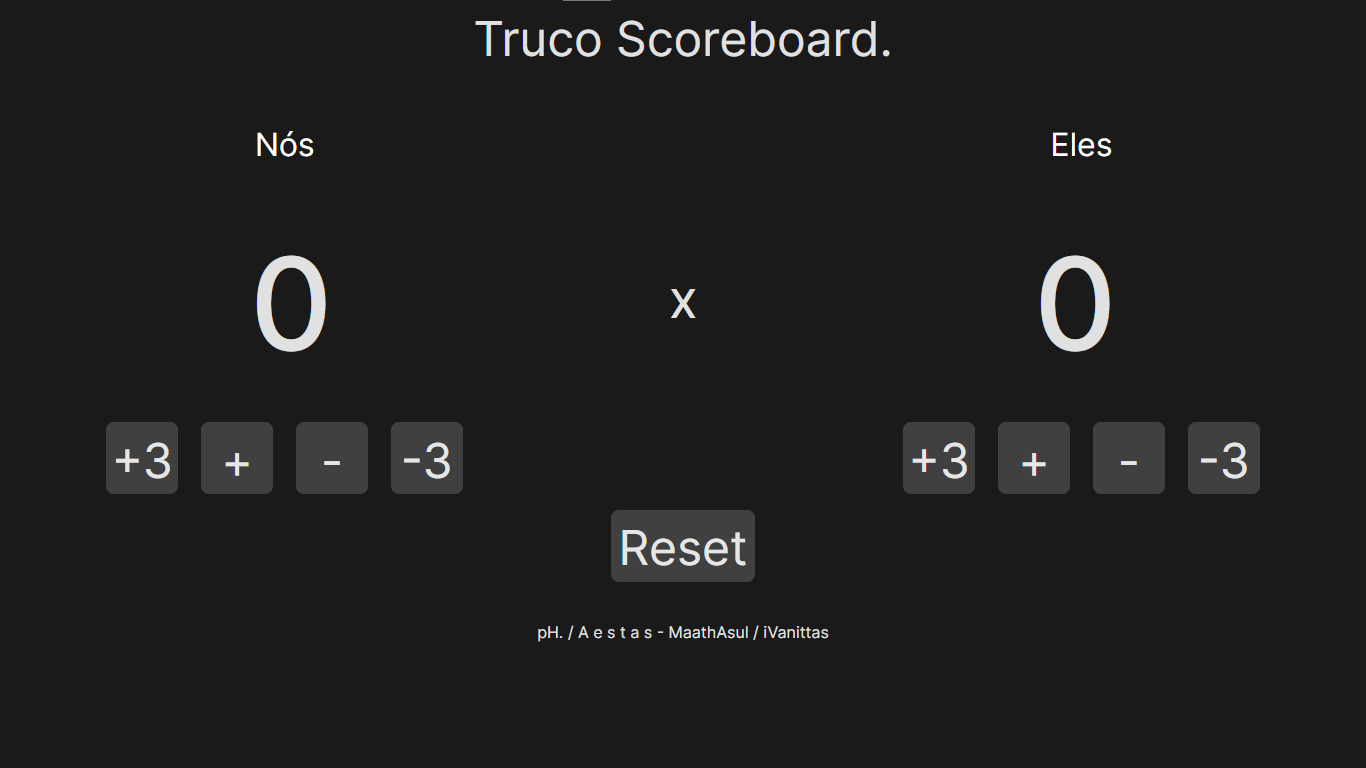 Truco Scoreboard.
Nós
Eles
0 x 0
+3 + - -3
+3 + - -3
Reset
pH. / A e s t a s - MaathAsul / iVanittas